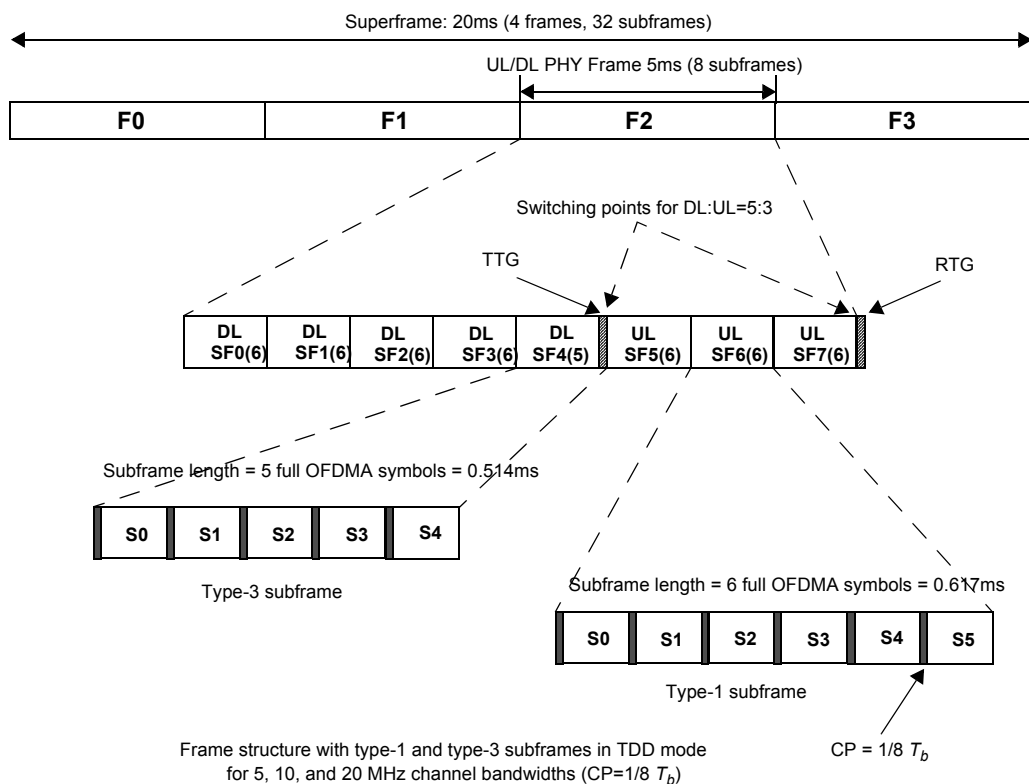 Superframe: 20ms (4 frames, 32 subframes)
UL/DL PHY Frame 5ms (8 subframes)
F0 F1 F2 F3
Switching points for DL:UL=5:3
TTG
RTG
DL DL DL DL DL UL UL UL
SF0(6) SF1(6) SF2(6) SF3(6) SF4(5) SF5(6) SF6(6) SF7(6)
Subframe length = 5 full OFDMA symbols = 0.514ms
S0 S1 S2 S3 S4
Type-3 subframe
Subframe length = 6 full OFDMA symbols = 0.617ms
S0 S1 S2 S3 S4 S5
Type-1 subframe
CP = 1/8 Tb
Frame structure with type-1 and type-3 subframes in TDD mode
for 5, 10, and 20 MHz channel bandwidths (CP=1/8 Tb)